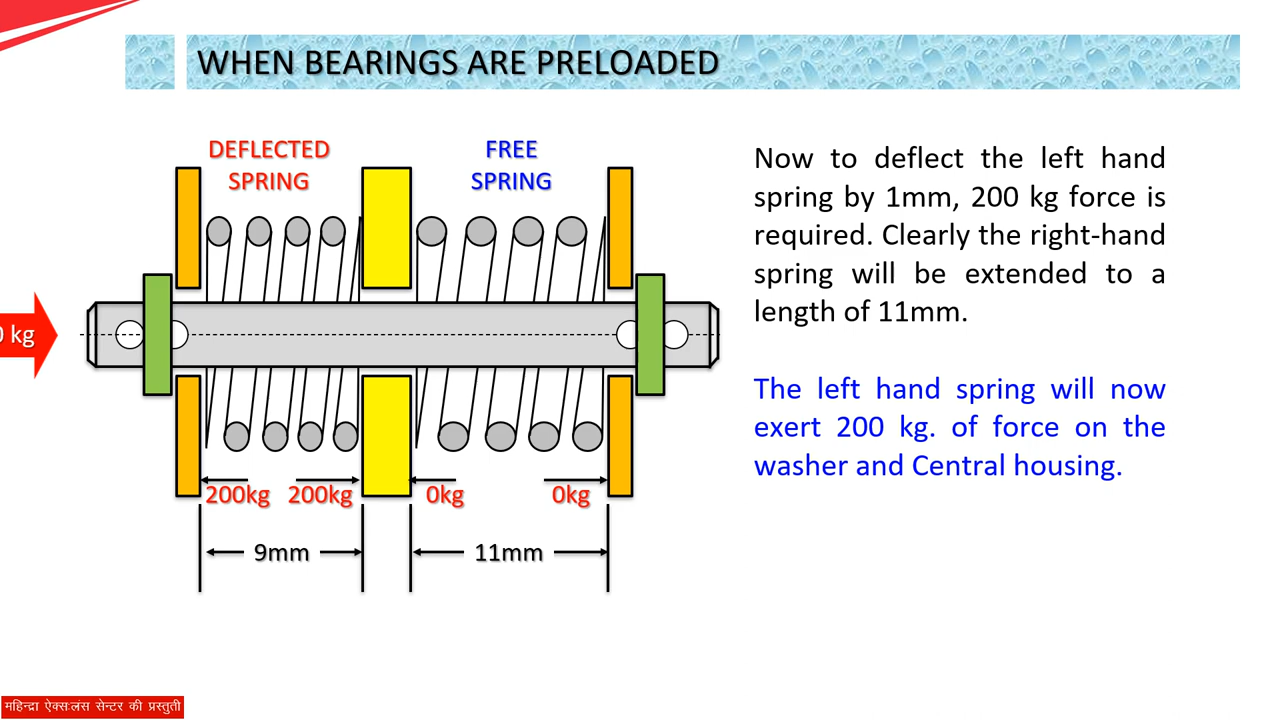 WHEN BEARINGS ARE PRELOADED
DEFLECTED
SPRING
FREE
SPRING
Now to deflect the left hand
spring by 1mm, 200 kg force is
required. Clearly the right-hand
spring will be extended to a
length of 11mm.
0 kg
The left hand spring will now
exert 200 kg. of force on the
washer and Central housing.
200kg 200kg 0kg 0kg
9mm 11mm
महिन्द्रा ऐक्सःलंस सेन्टर की प्रस्तुती